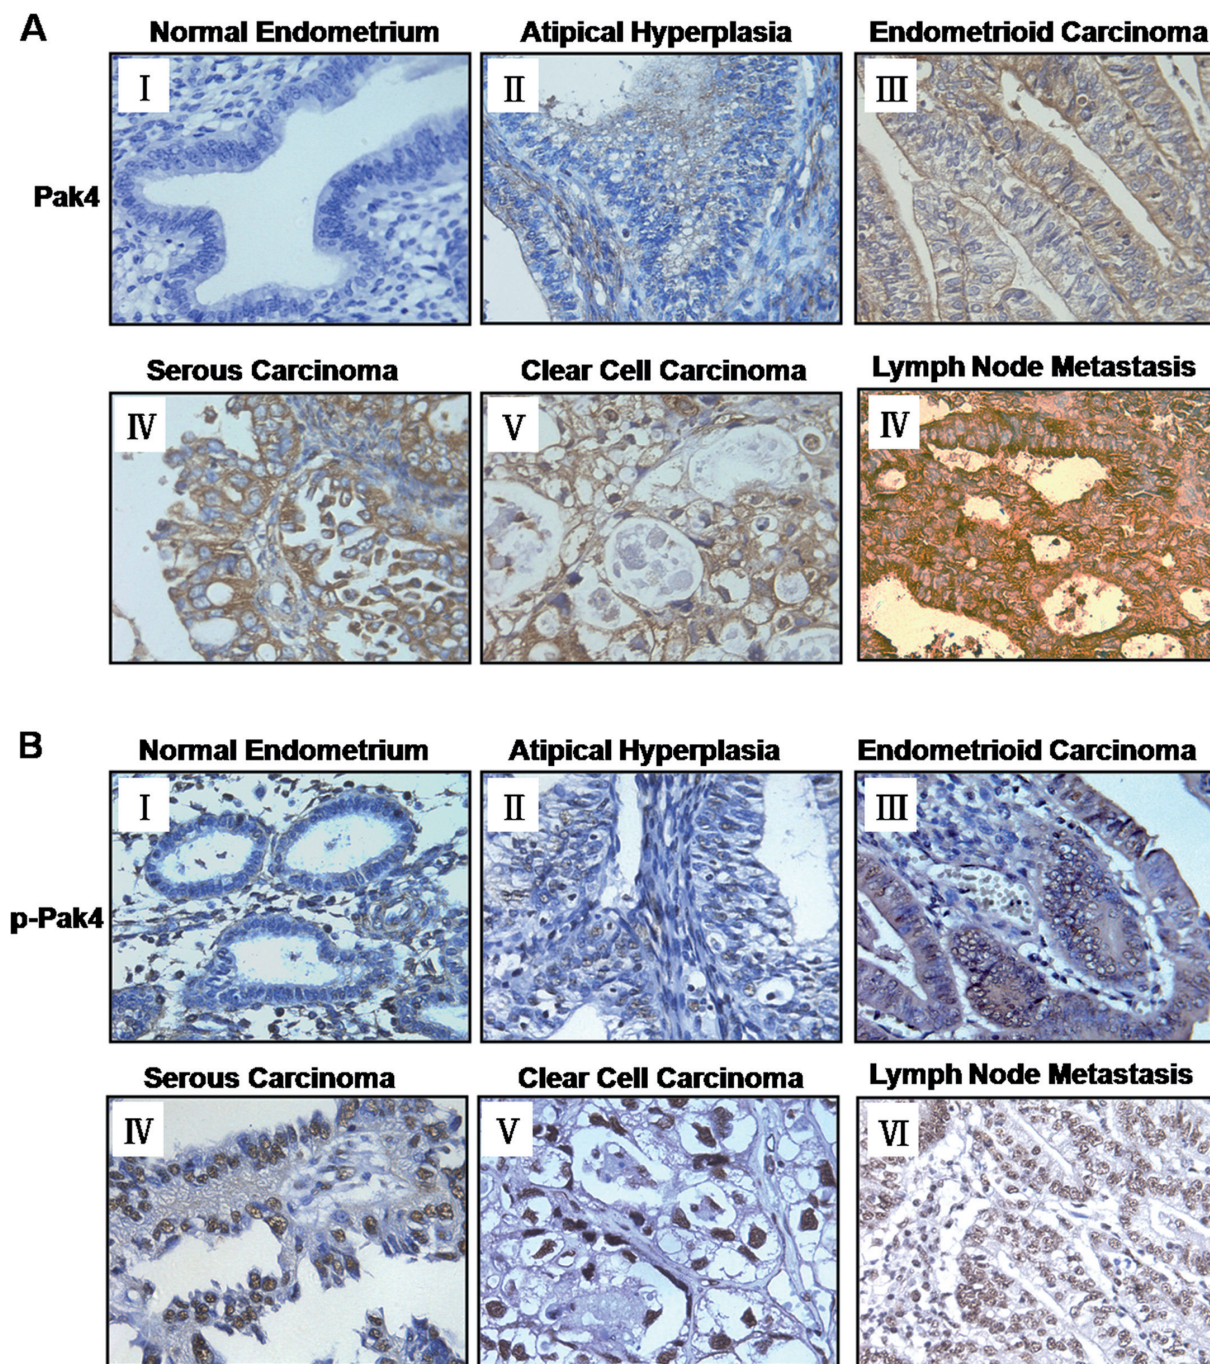 A
Normal Endometrium
Atipical Hyperplasia
Endometrioid Carcinoma
I
II
III
Pak4
Serous Carcinoma
Clear Cell Carcinoma
Lymph Node Metastasis
IV
V
IV
B
Normal Endometrium
Atipical Hyperplasia
Endometrioid Carcinoma
I
II
III
p-Pak4
Serous Carcinoma
Clear Cell Carcinoma
Lymph Node Metastasis
IV
V
VI